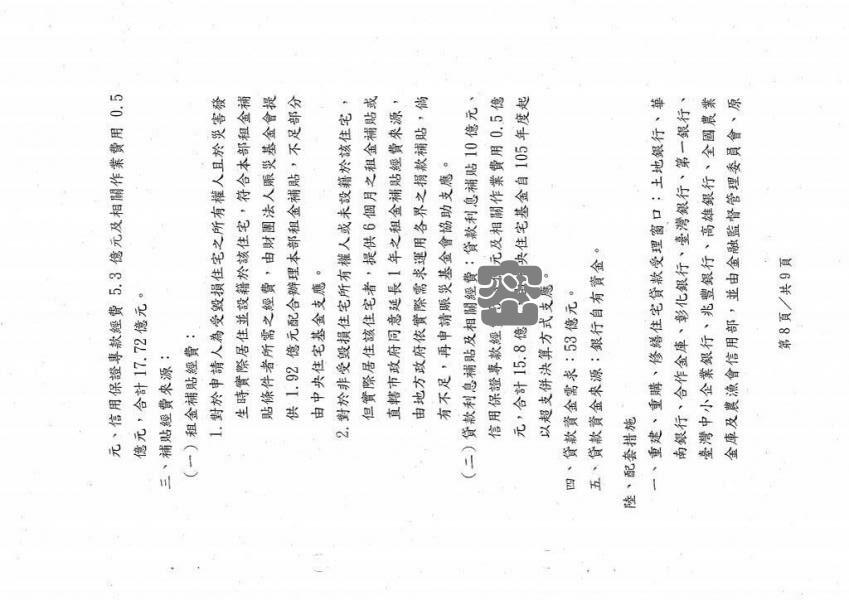 元、信用保證專款經費 5.3 億元及相關作業費用 0.5
億元，合計 17.72 億元。
三、補貼經費來源：
(一) 租金補貼經費：
1. 對於申請人為受毀損住宅之所有權人且於災害發
生時實際居住並設籍於該住宅，符合本部租金補
貼條件者所需之經費，由財團法人賑災基金會提
供 1.92 億元配合辦理本部租金補貼，不足部分
由中央住宅基金支應。
2. 對於非受毀損住宅所有權人或未設籍於該住宅，
但實際居住該住宅者，提供 6 個月之租金補貼或
直轄市政府同意延長 1 年之租金補貼經費來源，
由地方政府依實際需求運用各界之捐款補貼，倘
有不足，再申請賑災基金會協助支應。
(二) 貸款利息補貼及相關經費：貸款利息補貼 10 億元、
信用保證專款經 元及相關作業費用 0.5 億
元，合計 15.8 億 央住宅基金自 105 年度起
以超支併決算方式支應。
四、貸款資金需求：53 億元。
五、貸款資金來源：銀行自有資金。
陸、配套措施
一、重建、重購、修繕住宅貸款受理窗口：土地銀行、華
南銀行、合作金庫、彰化銀行、臺灣銀行、第一銀行、
臺灣中小企業銀行、兆豐銀行、高雄銀行、全國農業
金庫及農漁會信用部，並由金融監督管理委員會、原
第 8 頁／共 9 頁